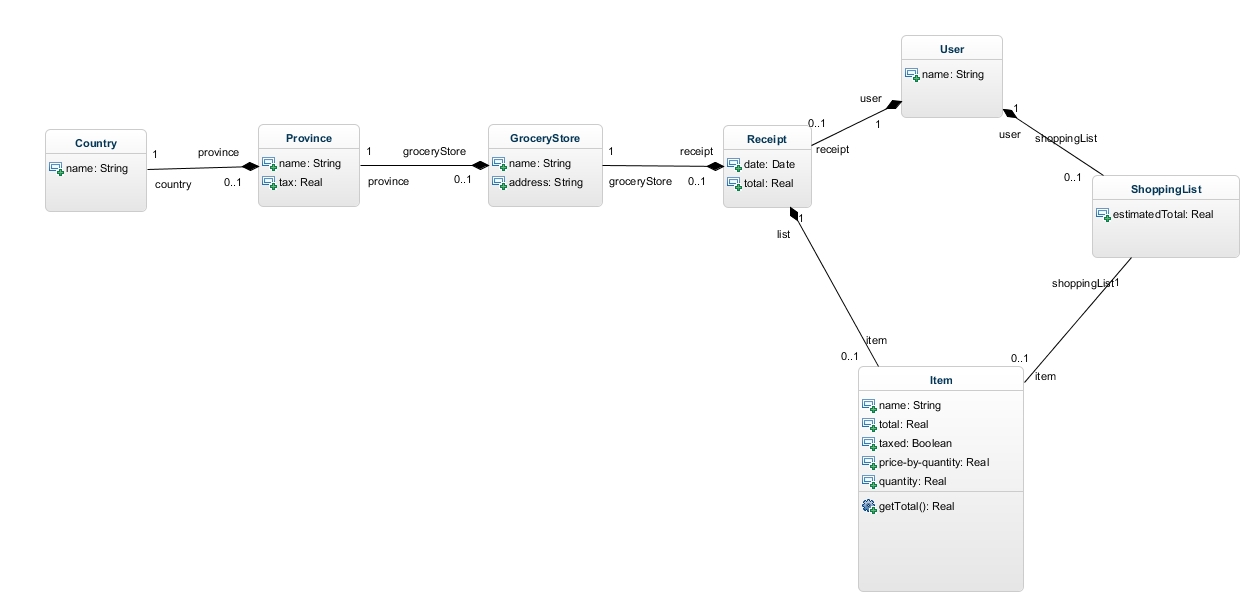 User
name: String
user
1
0..1
receipt
1
user
shoppingList
0..1
Country
name: String
1
country
province
0..1
Province
name: String
tax: Real
1
province
groceryStore
0..1
GroceryStore
name: String
address: String
1
groceryStore
receipt
0..1
Receipt
date: Date
total: Real
1
list
item
0..1
ShoppingList
estimatedTotal: Real
shoppingList
1
0..1
item
Item
name: String
total: Real
taxed: Boolean
price-by-quantity: Real
quantity: Real
getTotal(): Real